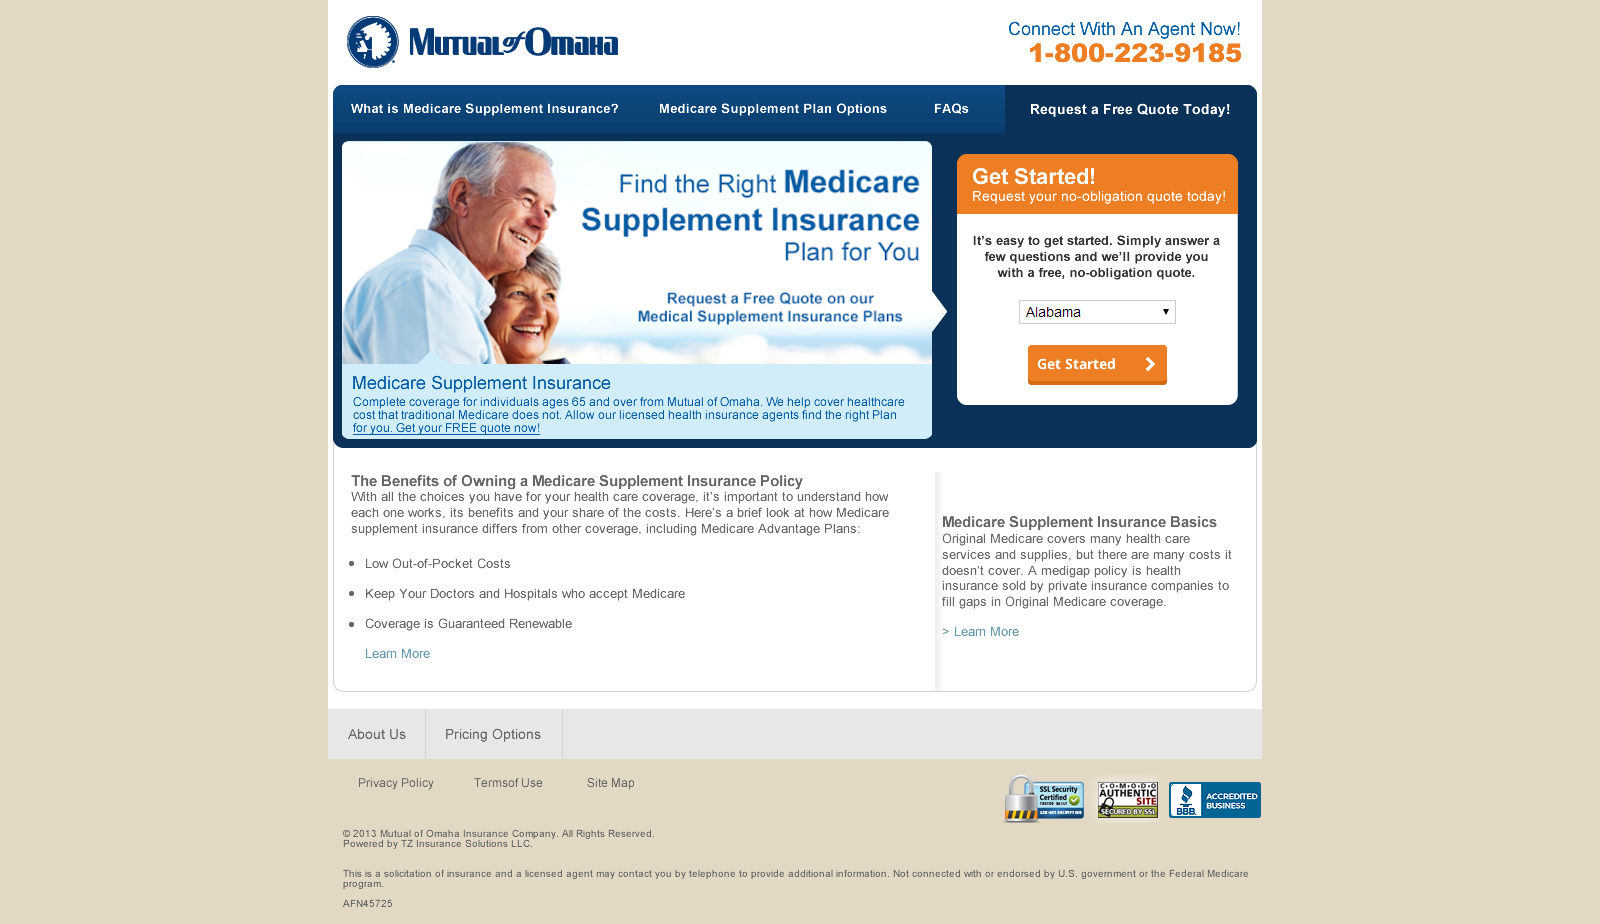 Mutual of Omaha
Connect With An Agent Now!
1-800-223-9185
What is Medicare Supplement Insurance?
Medicare Supplement Plan Options
FAQs
Request a Free Quote Today!
Find the Right Medicare
Supplement Insurance
Plan for You
Request a Free Quote on our
Medical Supplement Insurance Plans
Medicare Supplement Insurance
Complete coverage for individuals ages 65 and over from Mutual of Omaha. We help cover healthcare
cost that traditional Medicare does not. Allow our licensed health insurance agents find the right Plan
for you. Get your FREE quote now!
Get Started!
Request your no-obligation quote today!
It's easy to get started. Simply answer a
few questions and we'll provide you
with a free, no-obligation quote.
Alabama
Get Started
The Benefits of Owning a Medicare Supplement Insurance Policy
With all the choices you have for your health care coverage, it's important to understand how
each one works, its benefits and your share of the costs. Here's a brief look at how Medicare
supplement insurance differs from other coverage, including Medicare Advantage Plans:
Low Out-of-Pocket Costs
Keep Your Doctors and Hospitals who accept Medicare
Coverage is Guaranteed Renewable
Learn More
Medicare Supplement Insurance Basics
Original Medicare covers many health care
services and supplies, but there are many costs it
doesn't cover. A medigap policy is health
insurance sold by private insurance companies to
fill gaps in Original Medicare coverage.
> Learn More
About Us
Pricing Options
Privacy Policy
Termsof Use
Site Map
SSL Security
Certified
COMODO
AUTHENTIC
SITE
SECURED BY SSL
BBB.
ACCREDITED
BUSINESS
© 2013 Mutual of Omaha Insurance Company. All Rights Reserved.
Powered by TZ Insurance Solutions LLC.
This is a solicitation of insurance and a licensed agent may contact you by telephone to provide additional information. Not connected with or endorsed by U.S. government or the Federal Medicare
program.
AFN45725